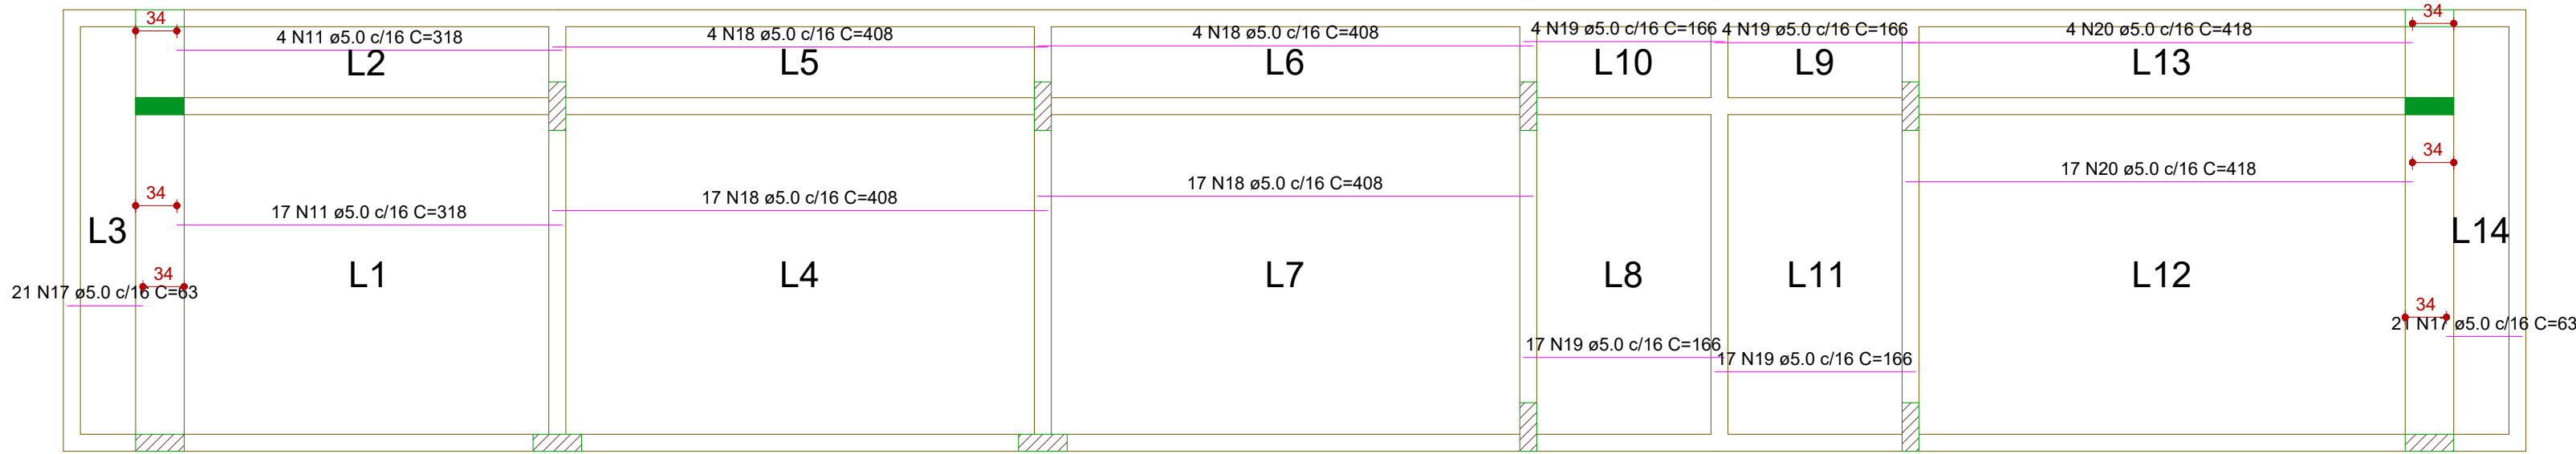 34
34
4 N11 ø5.0 c/16 C=318
4 N18 ø5.0 c/16 C=408
4 N18 ø5.0 c/16 C=408
4 N19 ø5.0 c/16 C=166
4 N19 ø5.0 c/16 C=166
4 N20 ø5.0 c/16 C=418
L2
L5
L6
L10
L9
L13
34
34
17 N11 ø5.0 c/16 C=318
17 N18 ø5.0 c/16 C=408
17 N18 ø5.0 c/16 C=408
17 N20 ø5.0 c/16 C=418
L3
L14
34
L1
L4
L7
L8
L11
L12
21 N17 ø5.0 c/16 C=63
34
21 N17 ø5.0 c/16 C=63
17 N19 ø5.0 c/16 C=166
17 N19 ø5.0 c/16 C=166